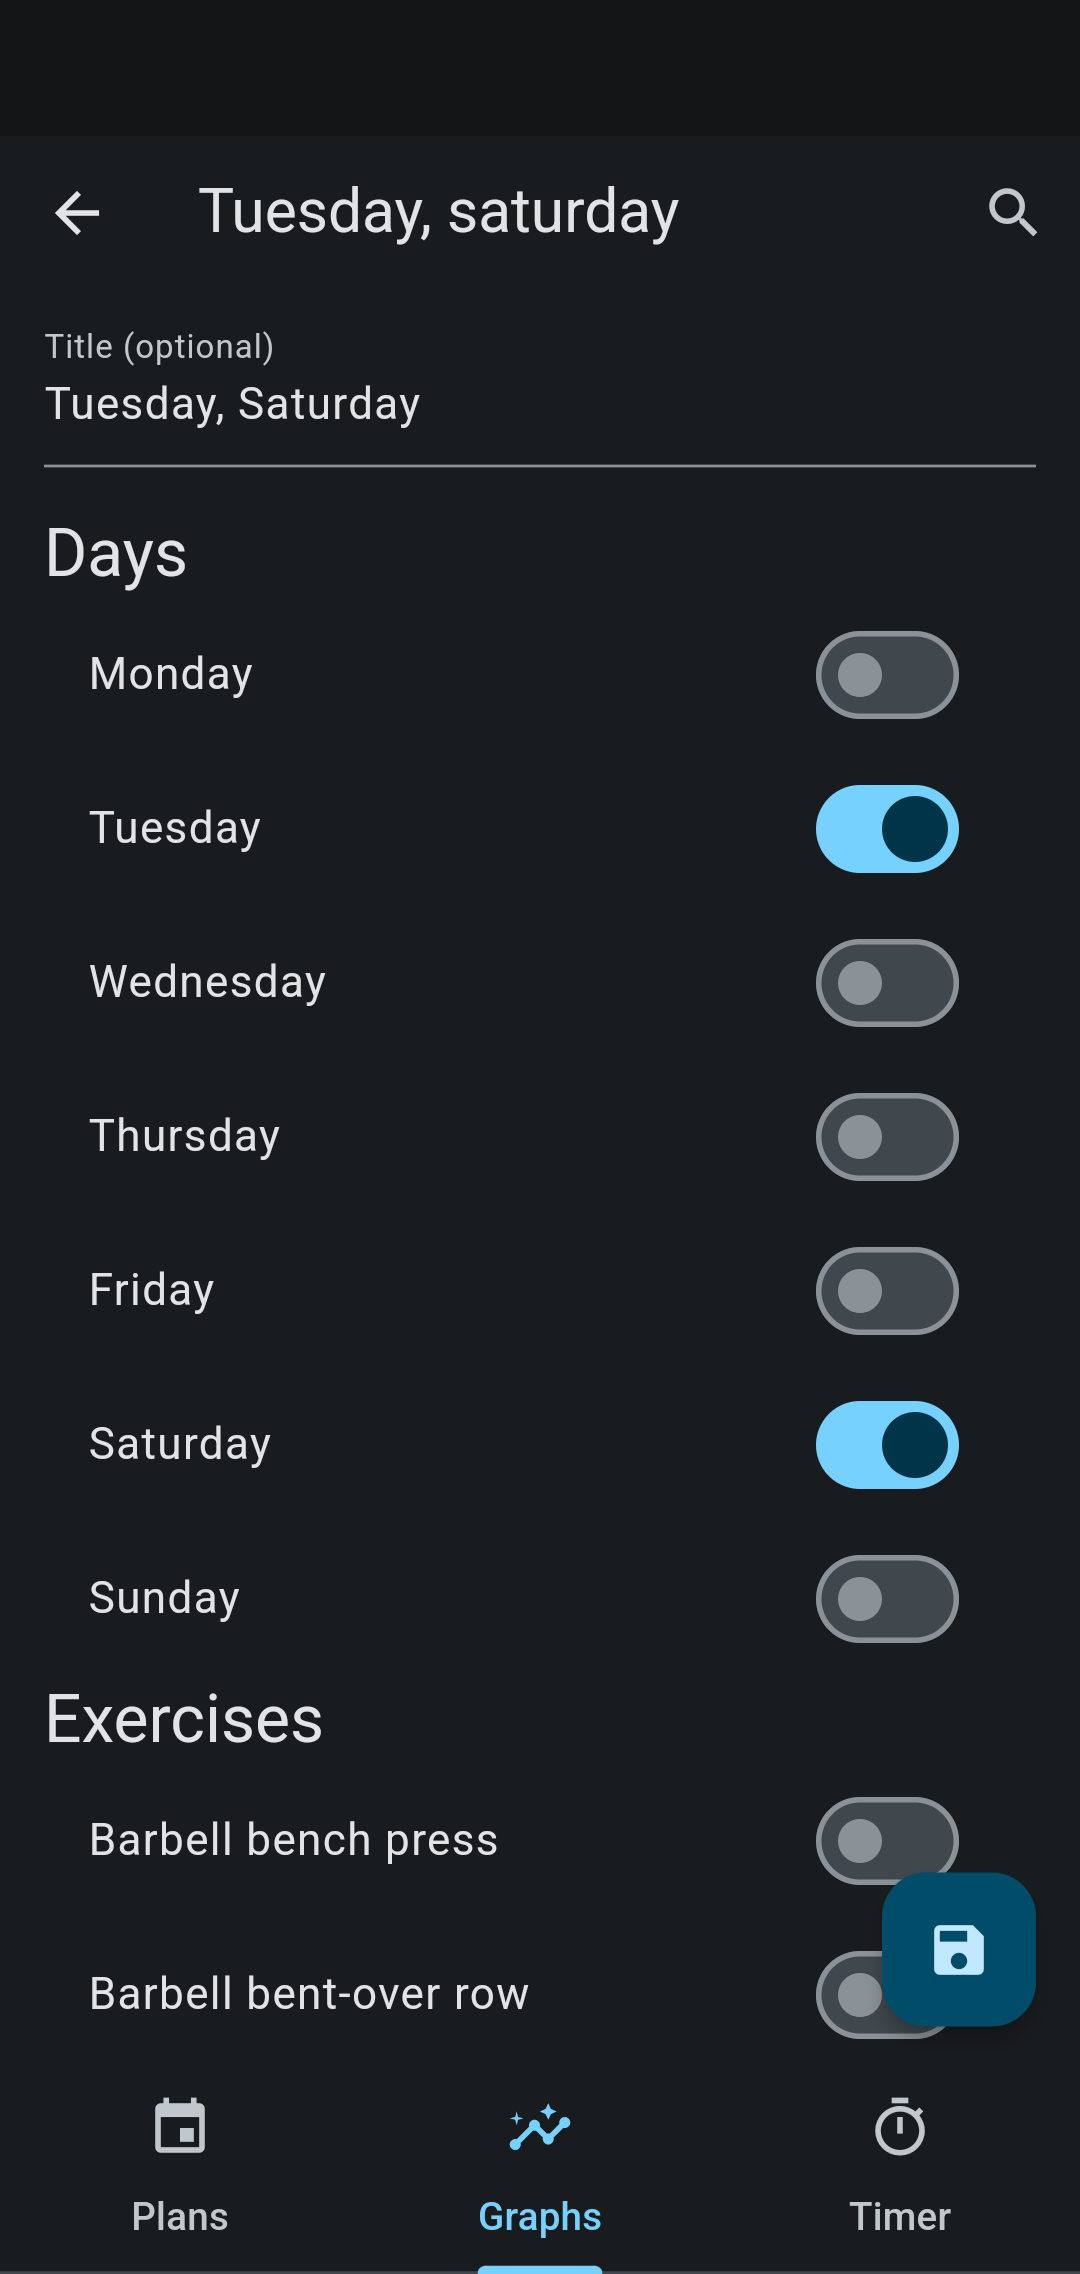 Tuesday, saturday
Title (optional)
Tuesday, Saturday
Days
Monday
Tuesday
Wednesday
Thursday
Friday
Saturday
Sunday
Exercises
Barbell bench press
Barbell bent-over row
Plans
Graphs
Timer